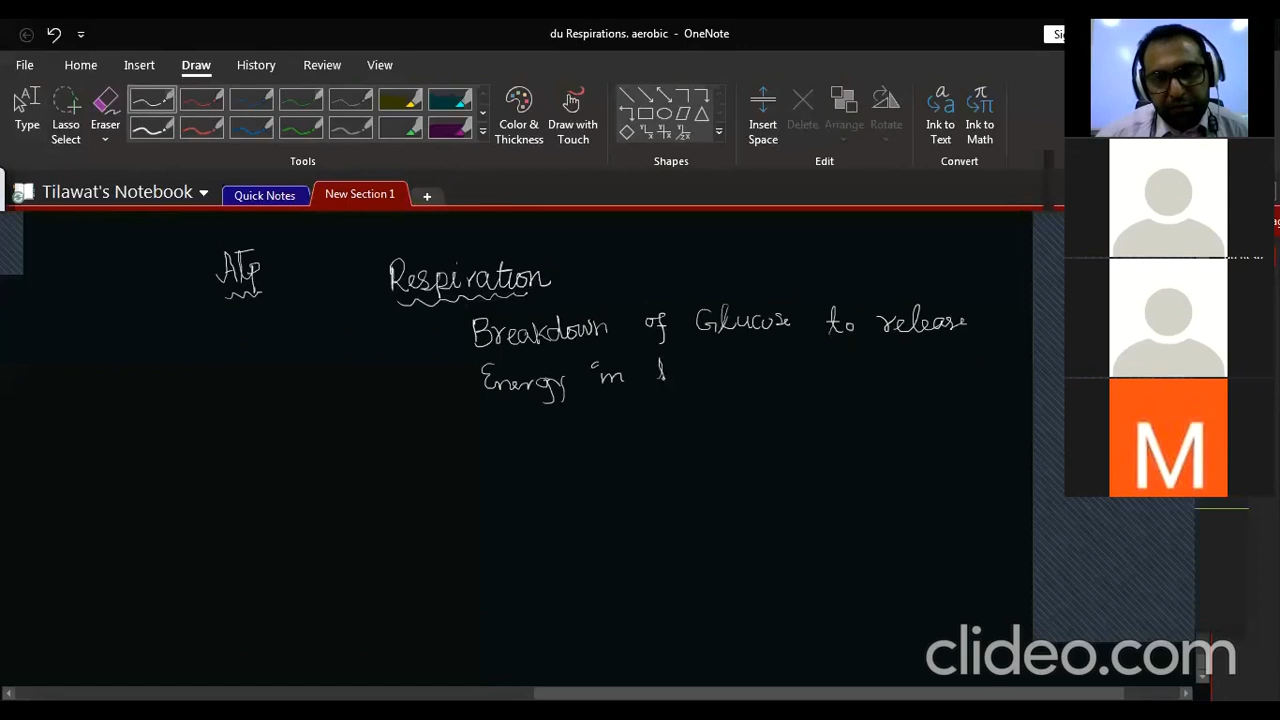 du Respirations. aerobic - OneNote
File Home Insert Draw History Review View
Type
Lasso Select
Eraser
Color & Thickness
Draw with Touch
Insert Space
Delete
Arrange
Rotate
Ink to Text
Ink to Math
Tools
Shapes
Edit
Convert
Tilawat's Notebook
Quick Notes
New Section 1
ATP Respiration
Breakdown of Glucose to release
Energy in
M
clideo.com